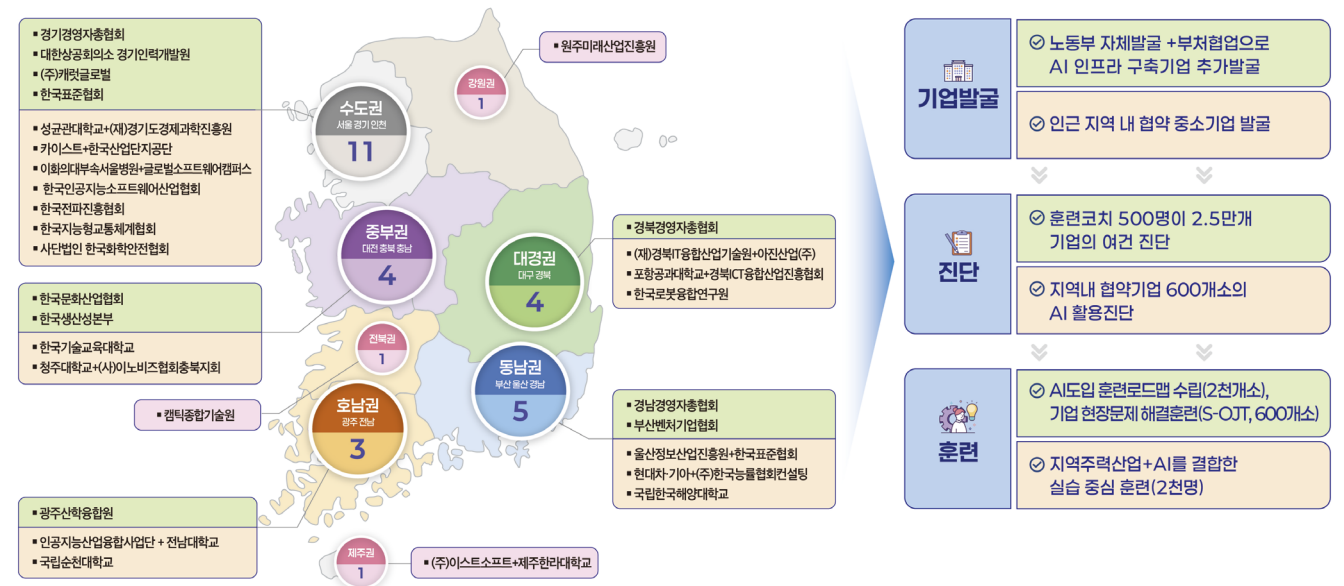 ▪ 경기경영자총협회
▪ 대한상공회의소 경기인력개발원
▪ (주)캐럿글로벌
▪ 한국표준협회
▪ 성균관대학교+(재)경기도경제과학진흥원
▪ 카이스트+한국산업단지공단
▪ 이화의대부속서울병원+글로벌소프트웨어캠퍼스
▪ 한국인공지능소프트웨어산업협회
▪ 한국전파진흥협회
▪ 한국지능형교통체계협회
▪ 사단법인 한국화학안전협회
수도권
서울 경기 인천
11
강원권
1
▪ 원주미래산업진흥원
중부권
대전 충북 충남
4
▪ 한국문화산업협회
▪ 한국생산성본부
▪ 한국기술교육대학교
▪ 청주대학교+(사)이노비즈협회충북지회
대경권
대구 경북
4
▪ 경북경영자총협회
▪ (재)경북IT융합산업기술원+아진산업(주)
▪ 포항공과대학교+경북ICT융합산업진흥협회
▪ 한국로봇융합연구원
전북권
1
▪ 캠틱종합기술원
동남권
부산 울산 경남
5
▪ 경남경영자총협회
▪ 부산벤처기업협회
▪ 울산정보산업진흥원+한국표준협회
▪ 현대차·기아+(주)한국능률협회컨설팅
▪ 국립한국해양대학교
호남권
광주 전남
3
▪ 광주산학융합원
▪ 인공지능산업융합사업단 + 전남대학교
▪ 국립순천대학교
제주권
1
▪ (주)이스트소프트+제주한라대학교
기업발굴
노동부 자체발굴 +부처협업으로
AI 인프라 구축기업 추가발굴
인근 지역 내 협약 중소기업 발굴
진단
훈련코치 500명이 2.5만개
기업의 여건 진단
지역내 협약기업 600개소의
AI 활용진단
훈련
AI도입 훈련로드맵 수립(2천개소),
기업 현장문제 해결훈련(S-OJT, 600개소)
지역주력산업+AI를 결합한
실습 중심 훈련(2천명)